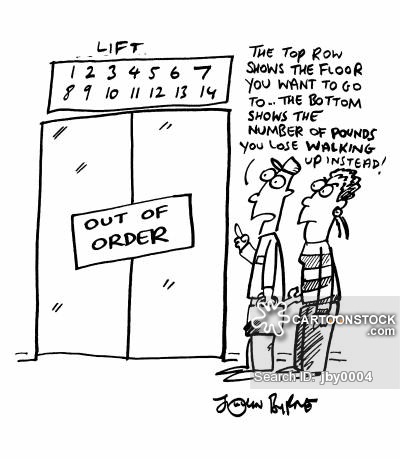 LIFT
1 2 3 4 5 6 7
8 9 10 11 12 13 14
THE TOP ROW
SHOWS THE FLOOR
YOU WANT TO GO
TO... THE BOTTOM
SHOWS THE
NUMBER OF POUNDS
YOU LOSE WALKING
UP INSTEAD!
OUT OF
ORDER
CARTOONSTOCK
.com
Search ID: jby0004
JOHN BYRNE